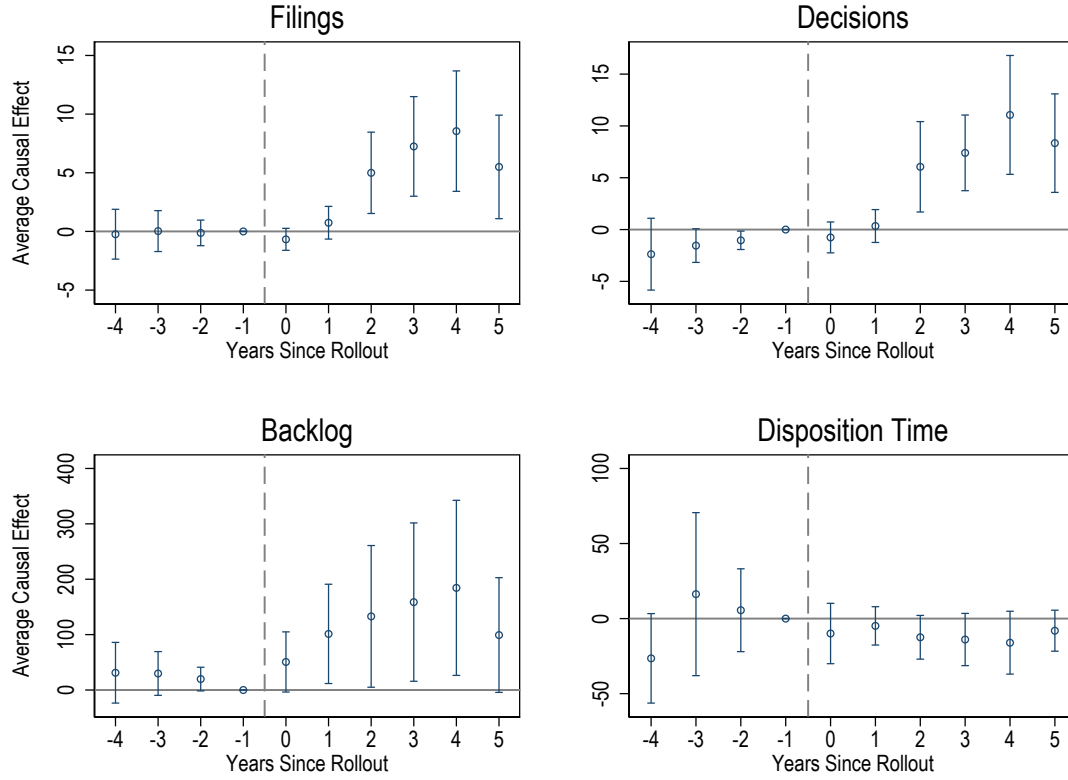 Filings
Average Causal Effect
15
10
5
0
-5
-4 -3 -2 -1 0 1 2 3 4 5
Years Since Rollout
Decisions
15
10
5
0
-5
-4 -3 -2 -1 0 1 2 3 4 5
Years Since Rollout
Backlog
Average Causal Effect
400
300
200
100
0
-4 -3 -2 -1 0 1 2 3 4 5
Years Since Rollout
Disposition Time
100
50
0
-50
-4 -3 -2 -1 0 1 2 3 4 5
Years Since Rollout